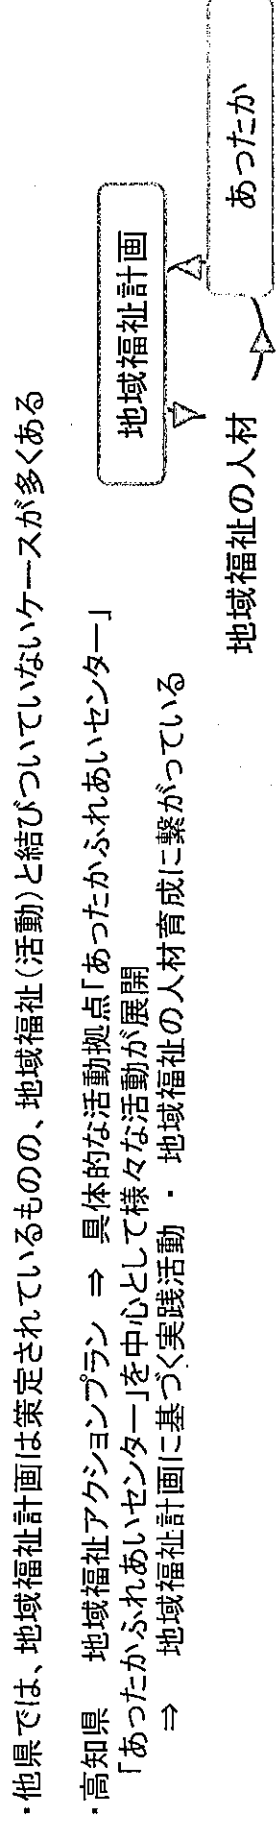 ・他県では、地域福祉計画は策定されているものの、地域福祉(活動)と結びついていないケースが多くある
・高知県　地域福祉アクションプラン ⇒ 具体的な活動拠点「あったかふれあいセンター」
「あったかふれあいセンター」を中心として様々な活動が展開
⇒ 地域福祉計画に基づく実践活動 ・ 地域福祉の人材育成に繋がっている
地域福祉計画
地域福祉の人材
あったか